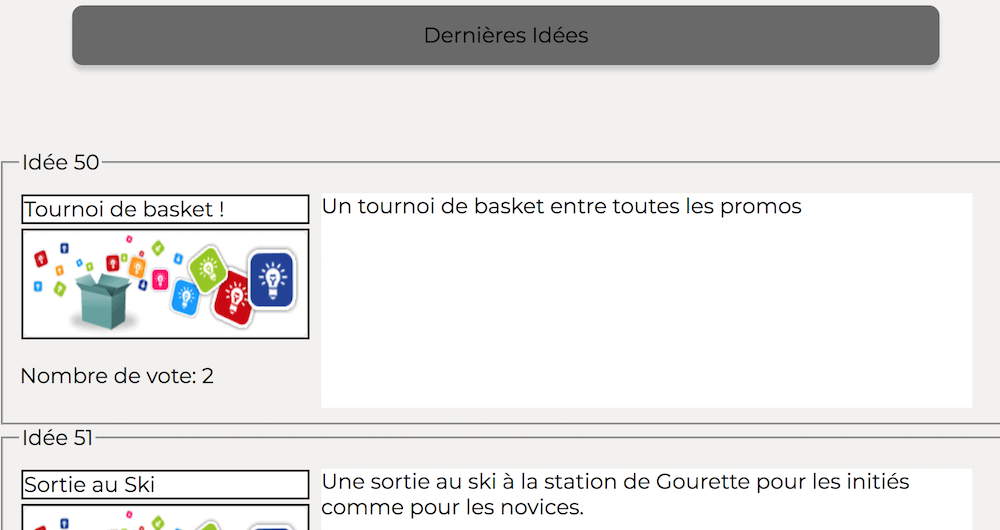 Dernières Idées
Idée 50
Tournoi de basket !
Un tournoi de basket entre toutes les promos
Nombre de vote: 2
Idée 51
Sortie au Ski
Une sortie au ski à la station de Gourette pour les initiés
comme pour les novices.